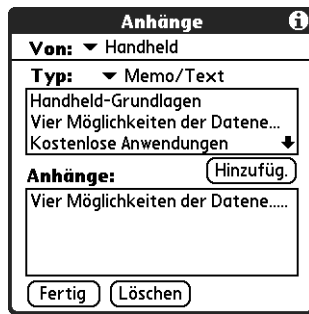 Anhänge
Von: Handheld
Typ: Memo/Text
Handheld-Grundlagen
Vier Möglichkeiten der Datene...
Kostenlose Anwendungen
Anhänge:
Hinzufüg.
Vier Möglichkeiten der Datene.....
Fertig Löschen